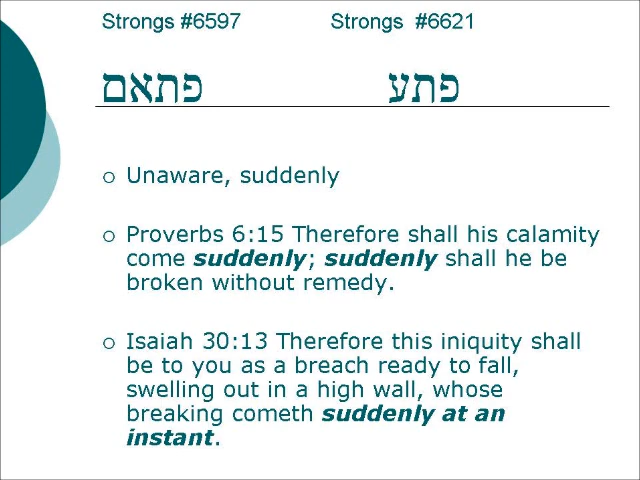 Strongs #6597 Strongs #6621
פתאם פתע
Unaware, suddenly
Proverbs 6:15 Therefore shall his calamity
come suddenly; suddenly shall he be
broken without remedy.
Isaiah 30:13 Therefore this iniquity shall
be to you as a breach ready to fall,
swelling out in a high wall, whose
breaking cometh suddenly at an
instant.